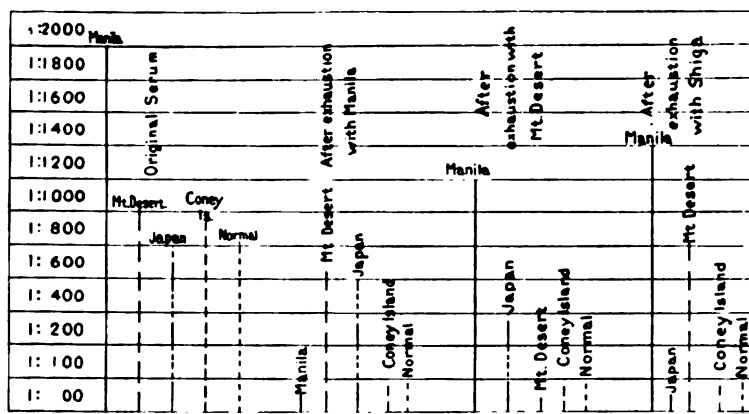 1:2000
1:1800
1:1600
1:1400
1:1200
1:1000
1: 800
1: 600
1: 400
1: 200
1: 100
1: 00
Manila
Original Serum
Mt.Desert.
Japan
Coney
Is.
Normal
After exhaustion
with Manila
Manila
Mt Desert
Japan
Coney Island
Normal
After
exhaustion with
Mt. Desert
Manila
Japan
Mt. Desert
Coney Island
Normal
After
exhaustion
with Shiga
Manila
Japan
Mt Desert
Coney Island
Normal